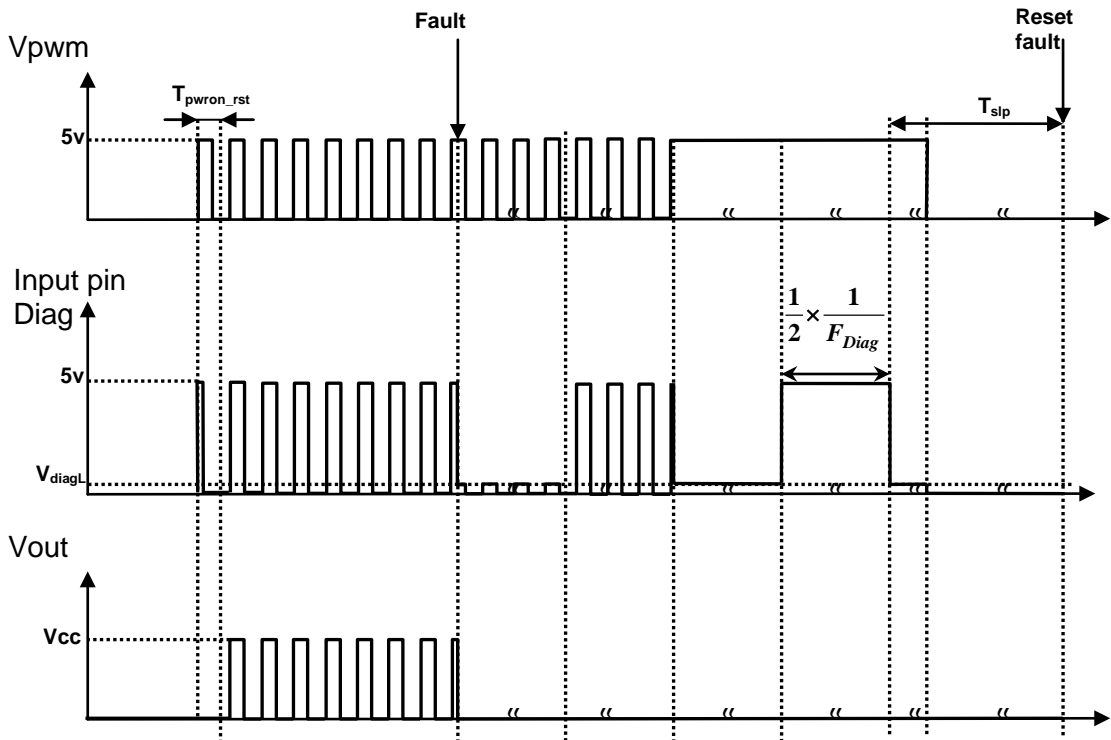 Fault
Reset
fault
Vpwm
Tpwron_rst
Tslp
5v
Input pin
Diag
1/2 × 1/FDiag
5v
VdiagL
Vout
Vcc